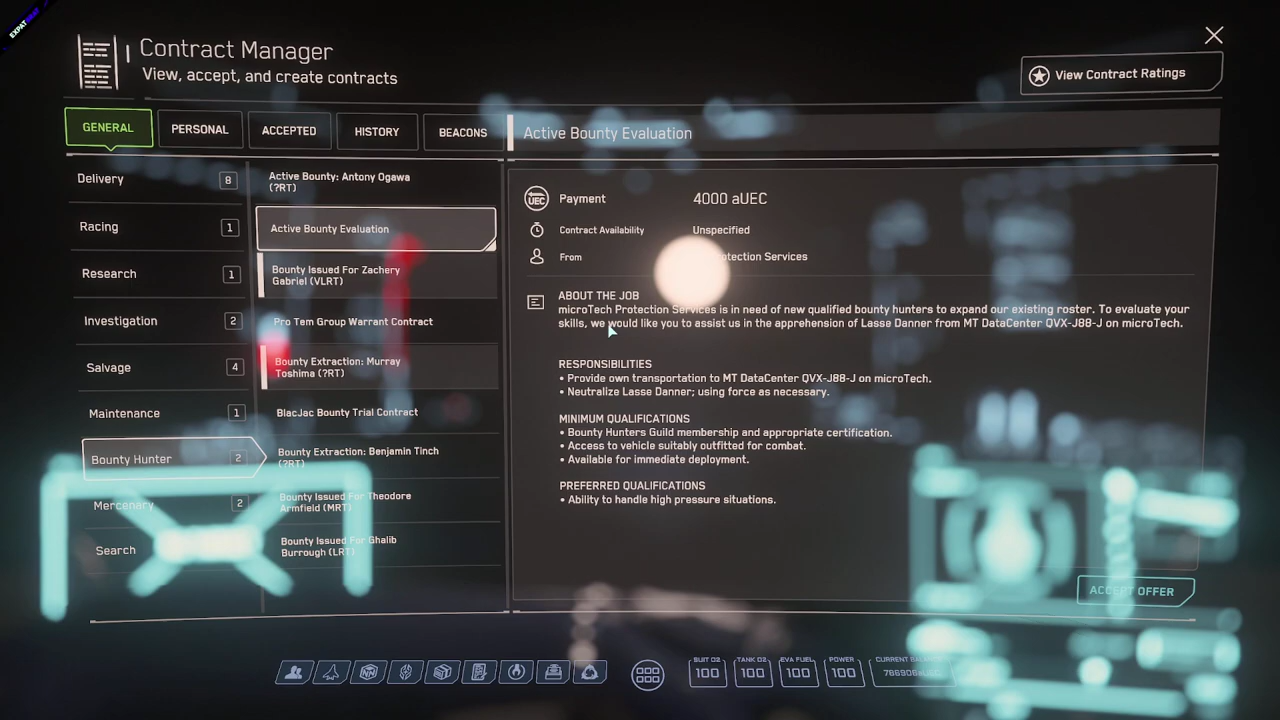 EXPAT
Contract Manager
View, accept, and create contracts
View Contract Ratings
GENERAL
PERSONAL
ACCEPTED
HISTORY
BEACONS
Active Bounty Evaluation
Delivery 8
Racing 1
Research 1
Investigation 2
Salvage 4
Maintenance 1
Bounty Hunter 2
Mercenary 2
Search
Active Bounty: Antony Ogawa
(?RT)
Active Bounty Evaluation
Bounty Issued For Zachery
Gabriel (VLRT)
Pro Tem Group Warrant Contract
Bounty Extraction: Murray
Toshima (?RT)
BlacJac Bounty Trial Contract
Bounty Extraction: Benjamin Tinch
(?RT)
Bounty Issued For Theodore
Armfield (MRT)
Bounty Issued For Ghalib
Burrough (LRT)
UEC Payment 4000 aUEC
Contract Availability Unspecified
From Services
ABOUT THE JOB
microTech Protection Services is in need of new qualified bounty hunters to expand our existing roster. To evaluate your
skills, we would like you to assist us in the apprehension of Lasse Danner from MT DataCenter QVX-J88-J on microTech.
RESPONSIBILITIES
• Provide own transportation to MT DataCenter QVX-J88-J on microTech.
• Neutralize Lasse Danner; using force as necessary.
MINIMUM QUALIFICATIONS
• Bounty Hunters Guild membership and appropriate certification.
• Access to vehicle suitably outfitted for combat.
• Available for immediate deployment.
PREFERRED QUALIFICATIONS
• Ability to handle high pressure situations.
ACCEPT OFFER
SUIT O2
100
TANK O2
100
EVA FUEL
100
POWER
100
CURRENT BALANCE